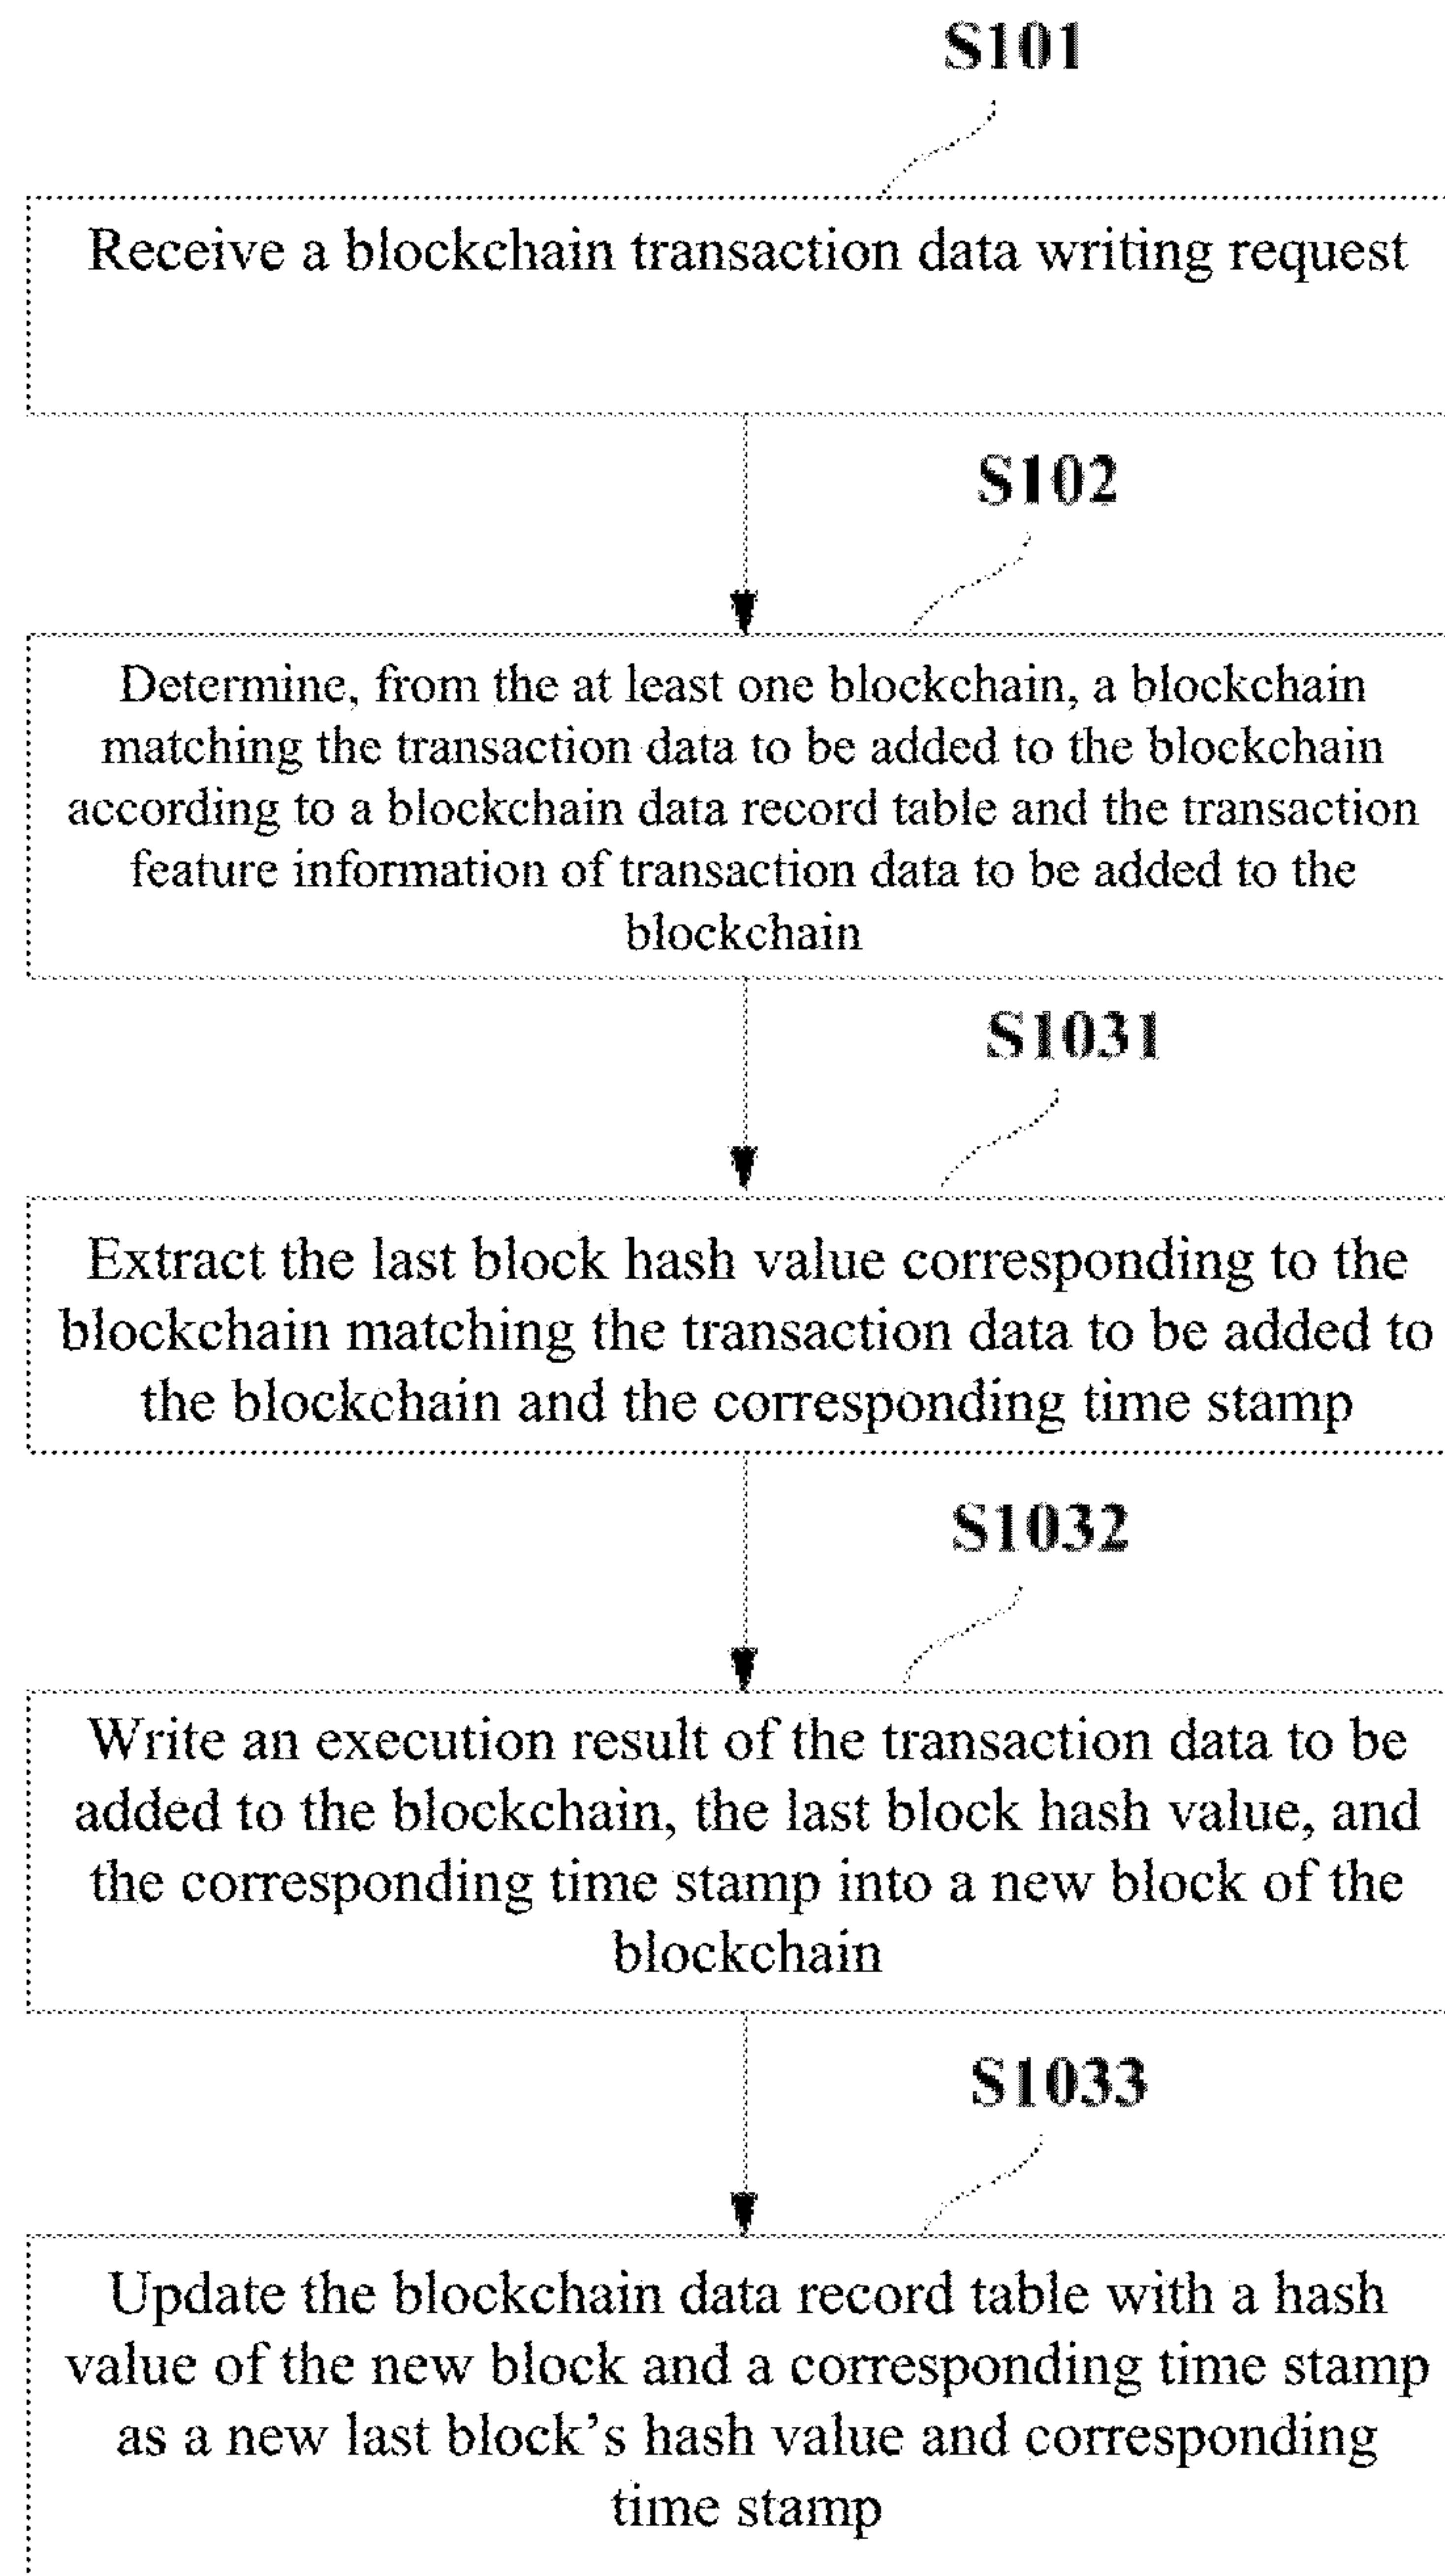 S101
Receive a blockchain transaction data writing request
S102
Determine, from the at least one blockchain, a blockchain
matching the transaction data to be added to the blockchain
according to a blockchain data record table and the transaction
feature information of transaction data to be added to the
blockchain
S1031
Extract the last block hash value corresponding to the
blockchain matching the transaction data to be added to
the blockchain and the corresponding time stamp
S1032
Write an execution result of the transaction data to be
added to the blockchain, the last block hash value, and
the corresponding time stamp into a new block of the
blockchain
S1033
Update the blockchain data record table with a hash
value of the new block and a corresponding time stamp
as a new last block’s hash value and corresponding
time stamp